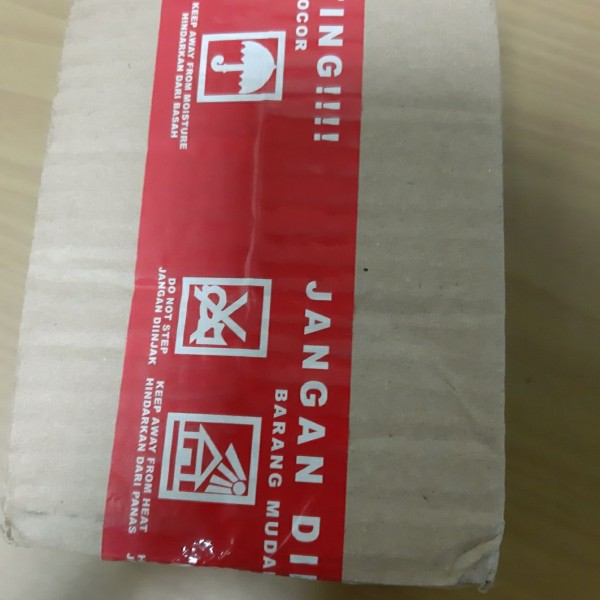 TING!!!!
OCOR
KEEP AWAY FROM MOISTURE
HINDARKAN DARI BASAH
JANGAN DI
BARANG MUDA
DO NOT STEP
JANGAN DIINJAK
KEEP AWAY FROM HEAT
HINDARKAN DARI PANAS